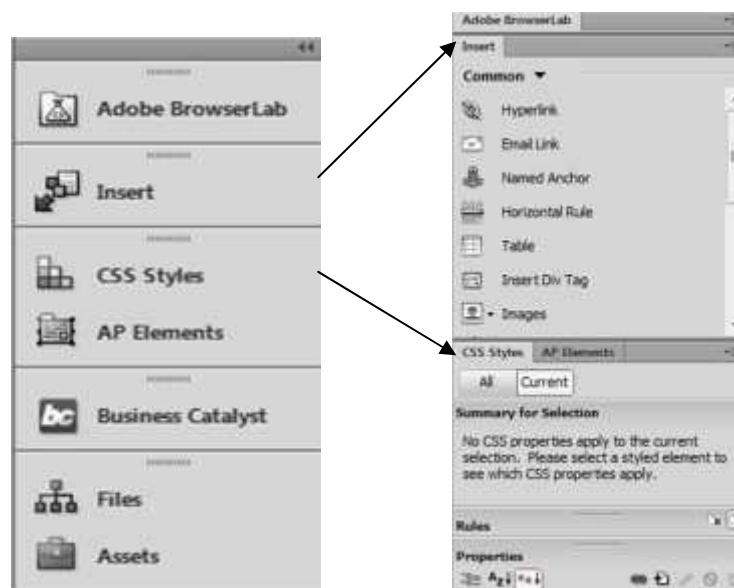 Adobe BrowserLab
Insert
CSS Styles
AP Elements
Business Catalyst
Files
Assets
Adobe BrowserLab
Insert
Common
Hyperlink
Email Link
Named Anchor
Horizontal Rule
Table
Insert Div Tag
Images
CSS Styles AP Elements
All Current
Summary for Selection
No CSS properties apply to the current
selection. Please select a styled element to
see which CSS properties apply.
Rules
Properties